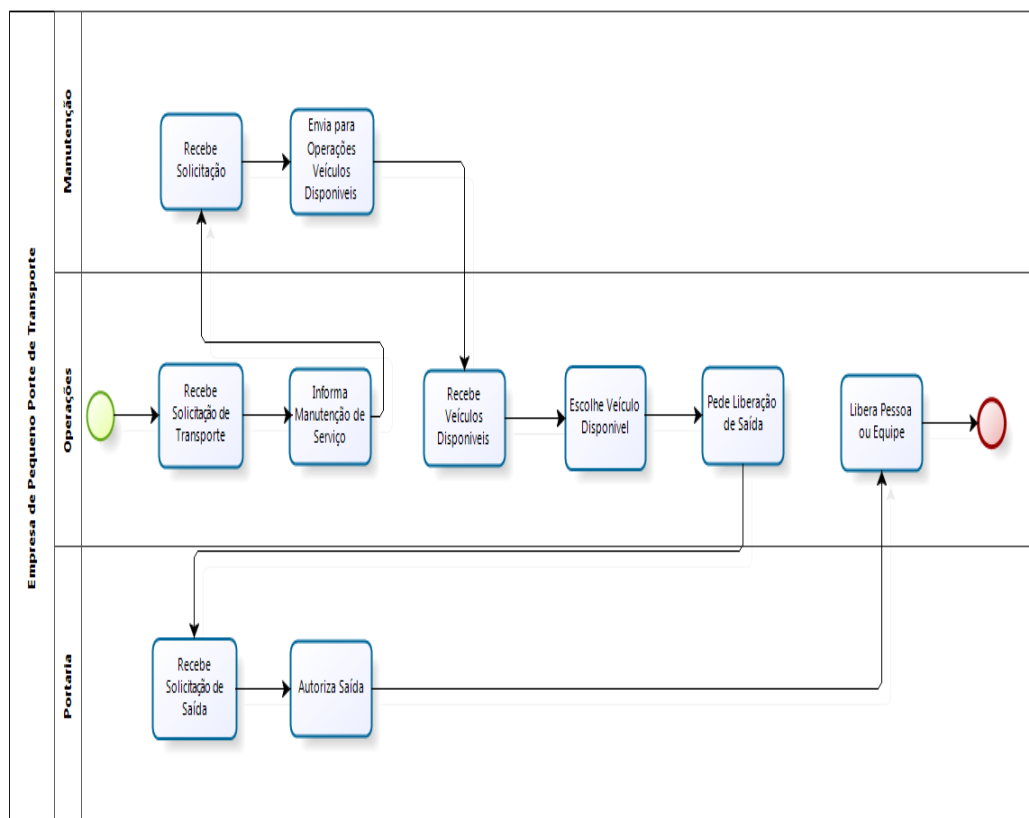 Empresa de Pequeno Porte de Transporte
Manutenção
Recebe
Solicitação
Envia para
Operações
Veículos
Disponiveis
Operações
Recebe
Solicitação de
Transporte
Informa
Manutenção de
Serviço
Recebe
Veículos
Disponiveis
Escolhe Veículo
Disponível
Pede Liberação
de Saída
Libera Pessoa
ou Equipe
Portaria
Recebe
Solicitação de
Saída
Autoriza Saída